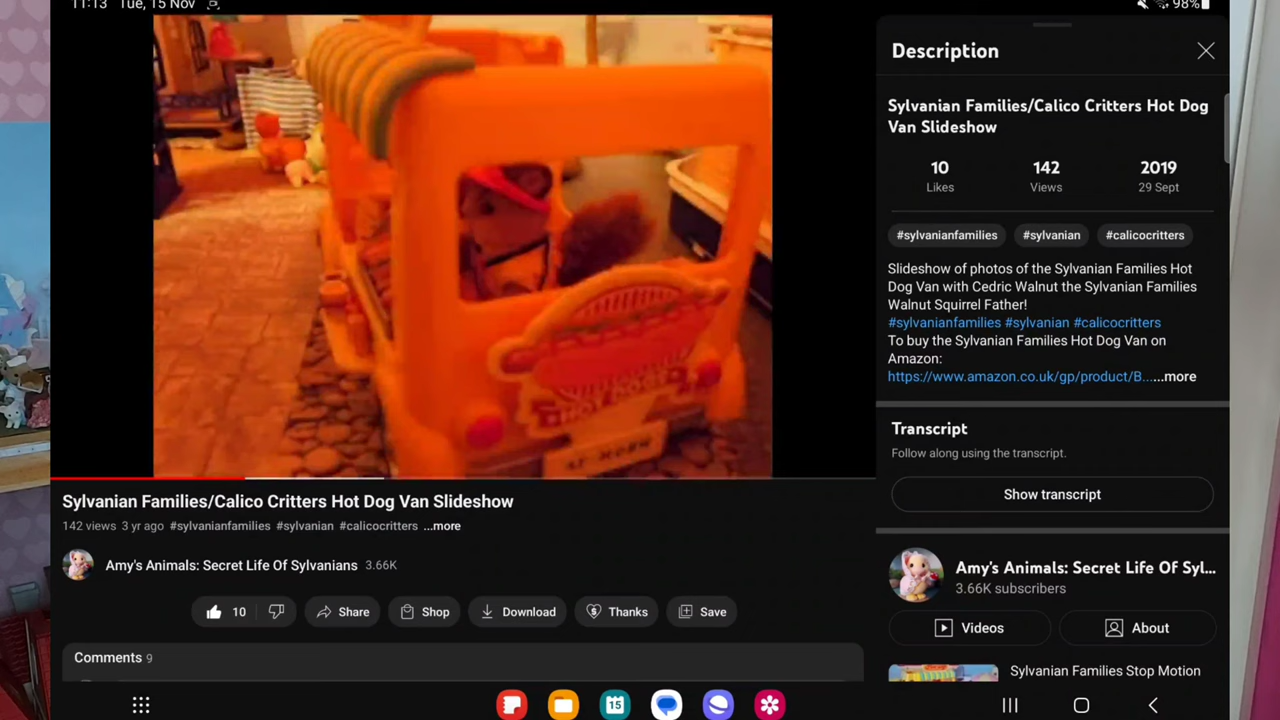 11:13 Tue, 15 Nov
98%
HOT DOGS
Sylvanian Families/Calico Critters Hot Dog Van Slideshow
142 views 3 yr ago #sylvanianfamilies #sylvanian #calicocritters ...more
Amy's Animals: Secret Life Of Sylvanians 3.66K
10 Share Shop Download Thanks Save
Comments 9
Description
Sylvanian Families/Calico Critters Hot Dog
Van Slideshow
10 142 2019
Likes Views 29 Sept
#sylvanianfamilies #sylvanian #calicocritters
Slideshow of photos of the Sylvanian Families Hot
Dog Van with Cedric Walnut the Sylvanian Families
Walnut Squirrel Father!
#sylvanianfamilies #sylvanian #calicocritters
To buy the Sylvanian Families Hot Dog Van on
Amazon:
https://www.amazon.co.uk/gp/product/B... ...more
Transcript
Follow along using the transcript.
Show transcript
Amy's Animals: Secret Life Of Syl...
3.66K subscribers
Videos About
Sylvanian Families Stop Motion
15